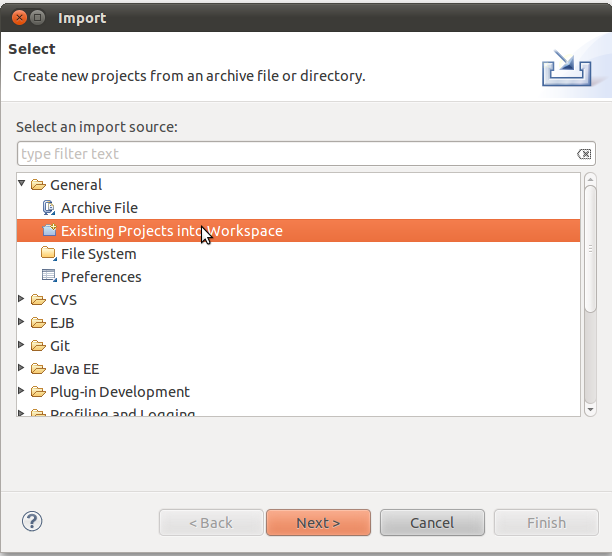 Import
Select
Create new projects from an archive file or directory.
Select an import source:
type filter text
General
Archive File
Existing Projects into Workspace
File System
Preferences
CVS
EJB
Git
Java EE
Plug-in Development
Profiling and Logging
?
< Back
Next >
Cancel
Finish